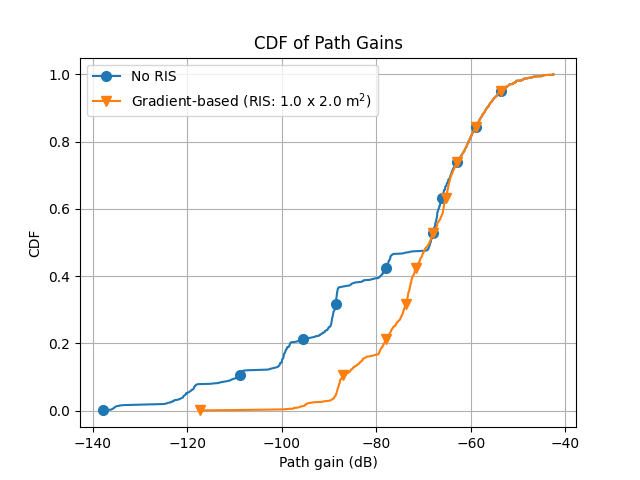 CDF of Path Gains
No RIS
Gradient-based (RIS: 1.0 x 2.0 m²)
CDF
1.0
0.8
0.6
0.4
0.2
0.0
−140 −120 −100 −80 −60 −40
Path gain (dB)